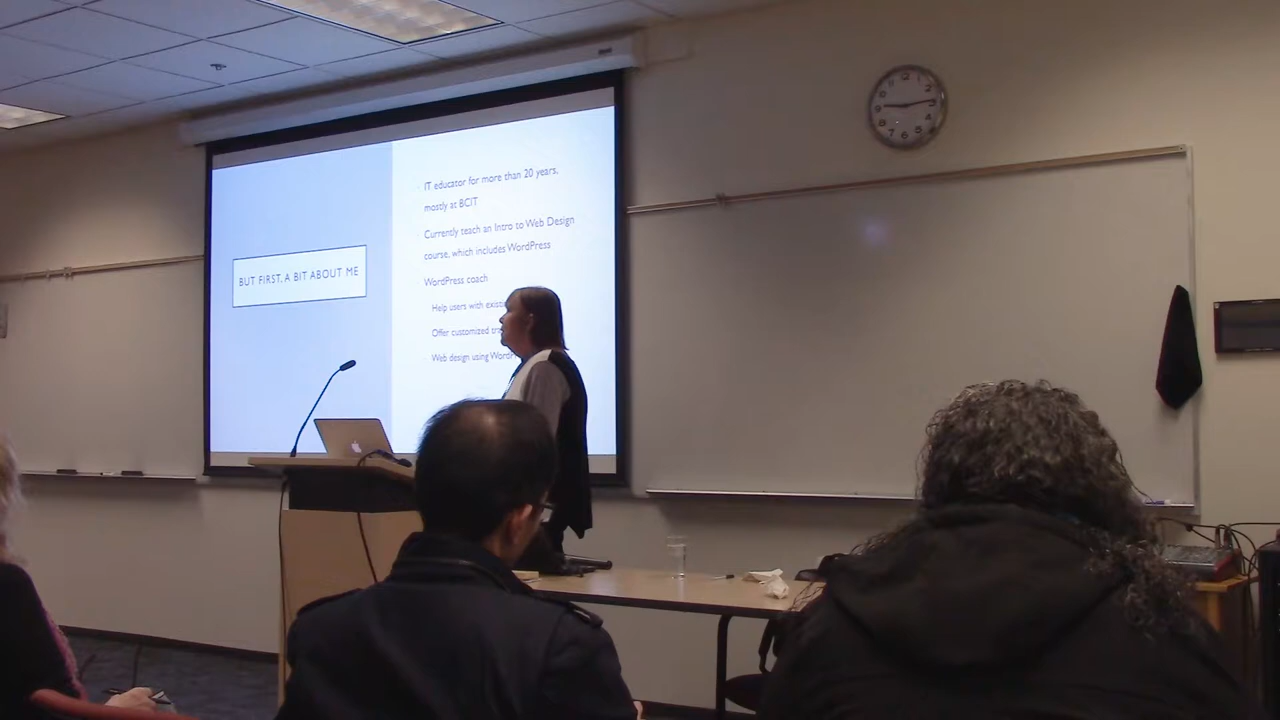 BUT FIRST, A BIT ABOUT ME
IT educator for more than 20 years,
mostly at BCIT
Currently teach an Intro to Web Design
course, which includes WordPress
WordPress coach
Help users with
Offer customized
Web design using